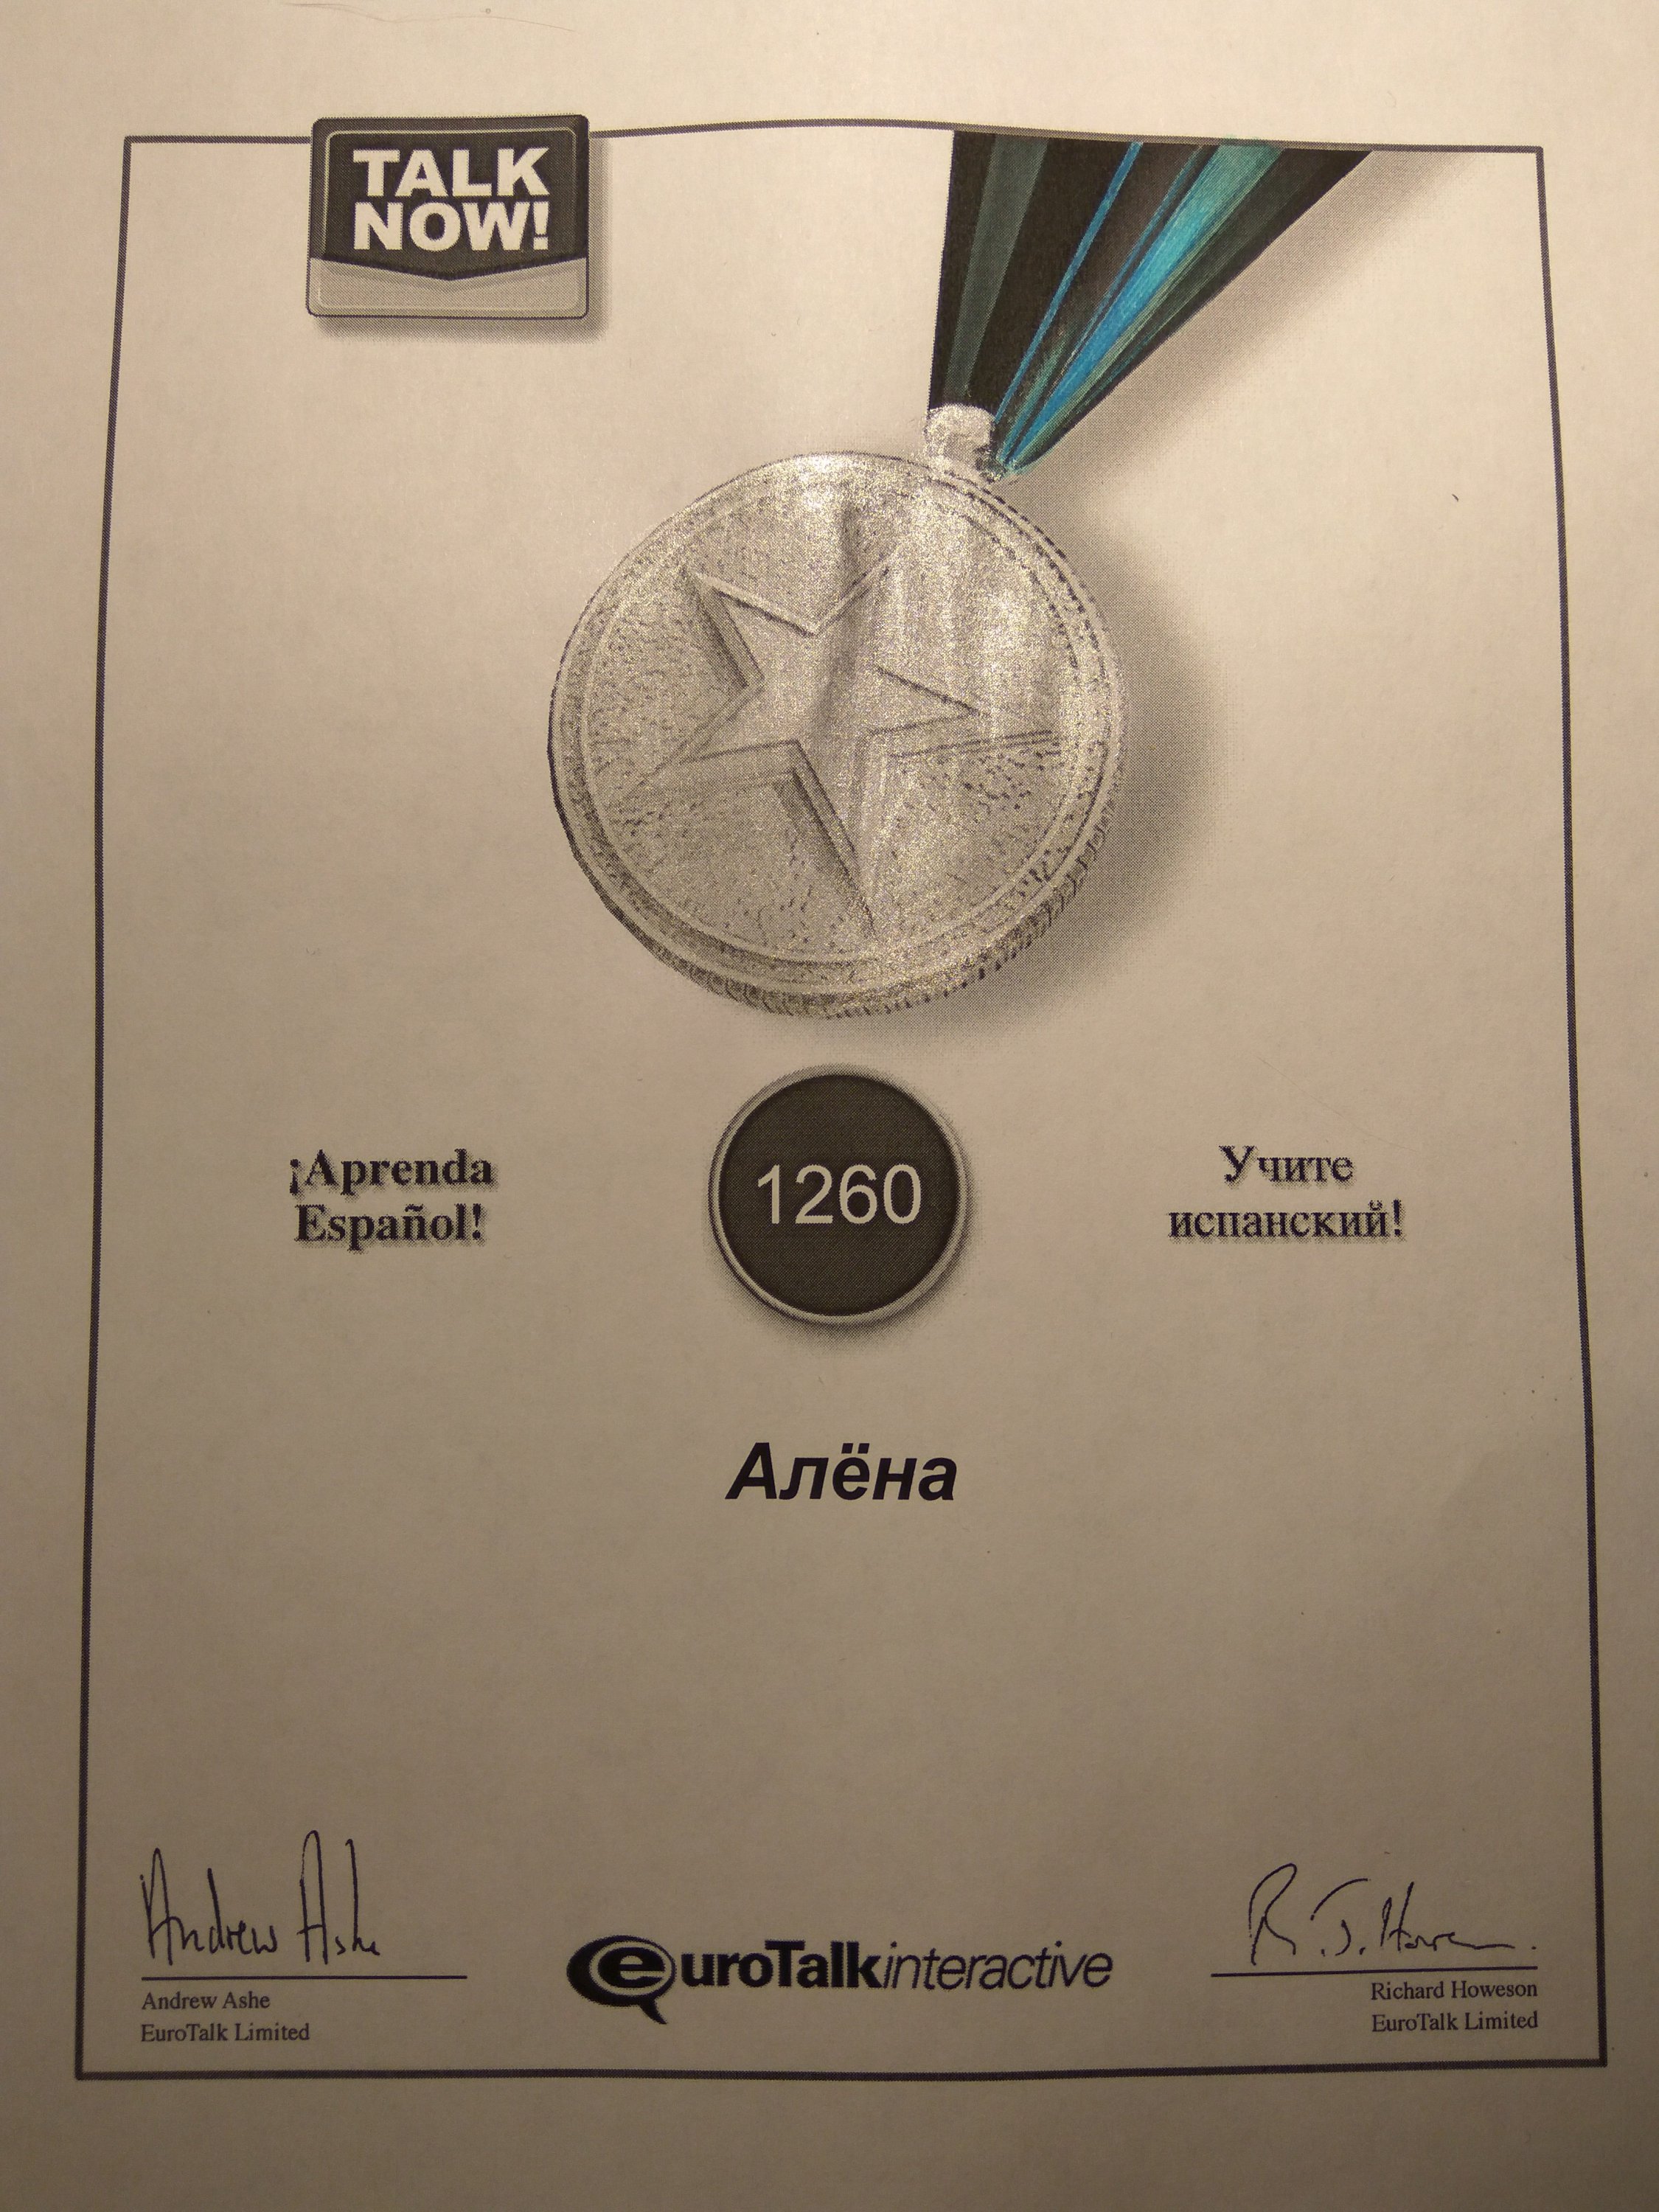 TALK
NOW!
¡Aprenda
Español!
1260
Учите
испанский!
Алёна
Andrew Ashe
Andrew Ashe
EuroTalk Limited
euroTalkinteractive
R. J. Howeson
Richard Howeson
EuroTalk Limited